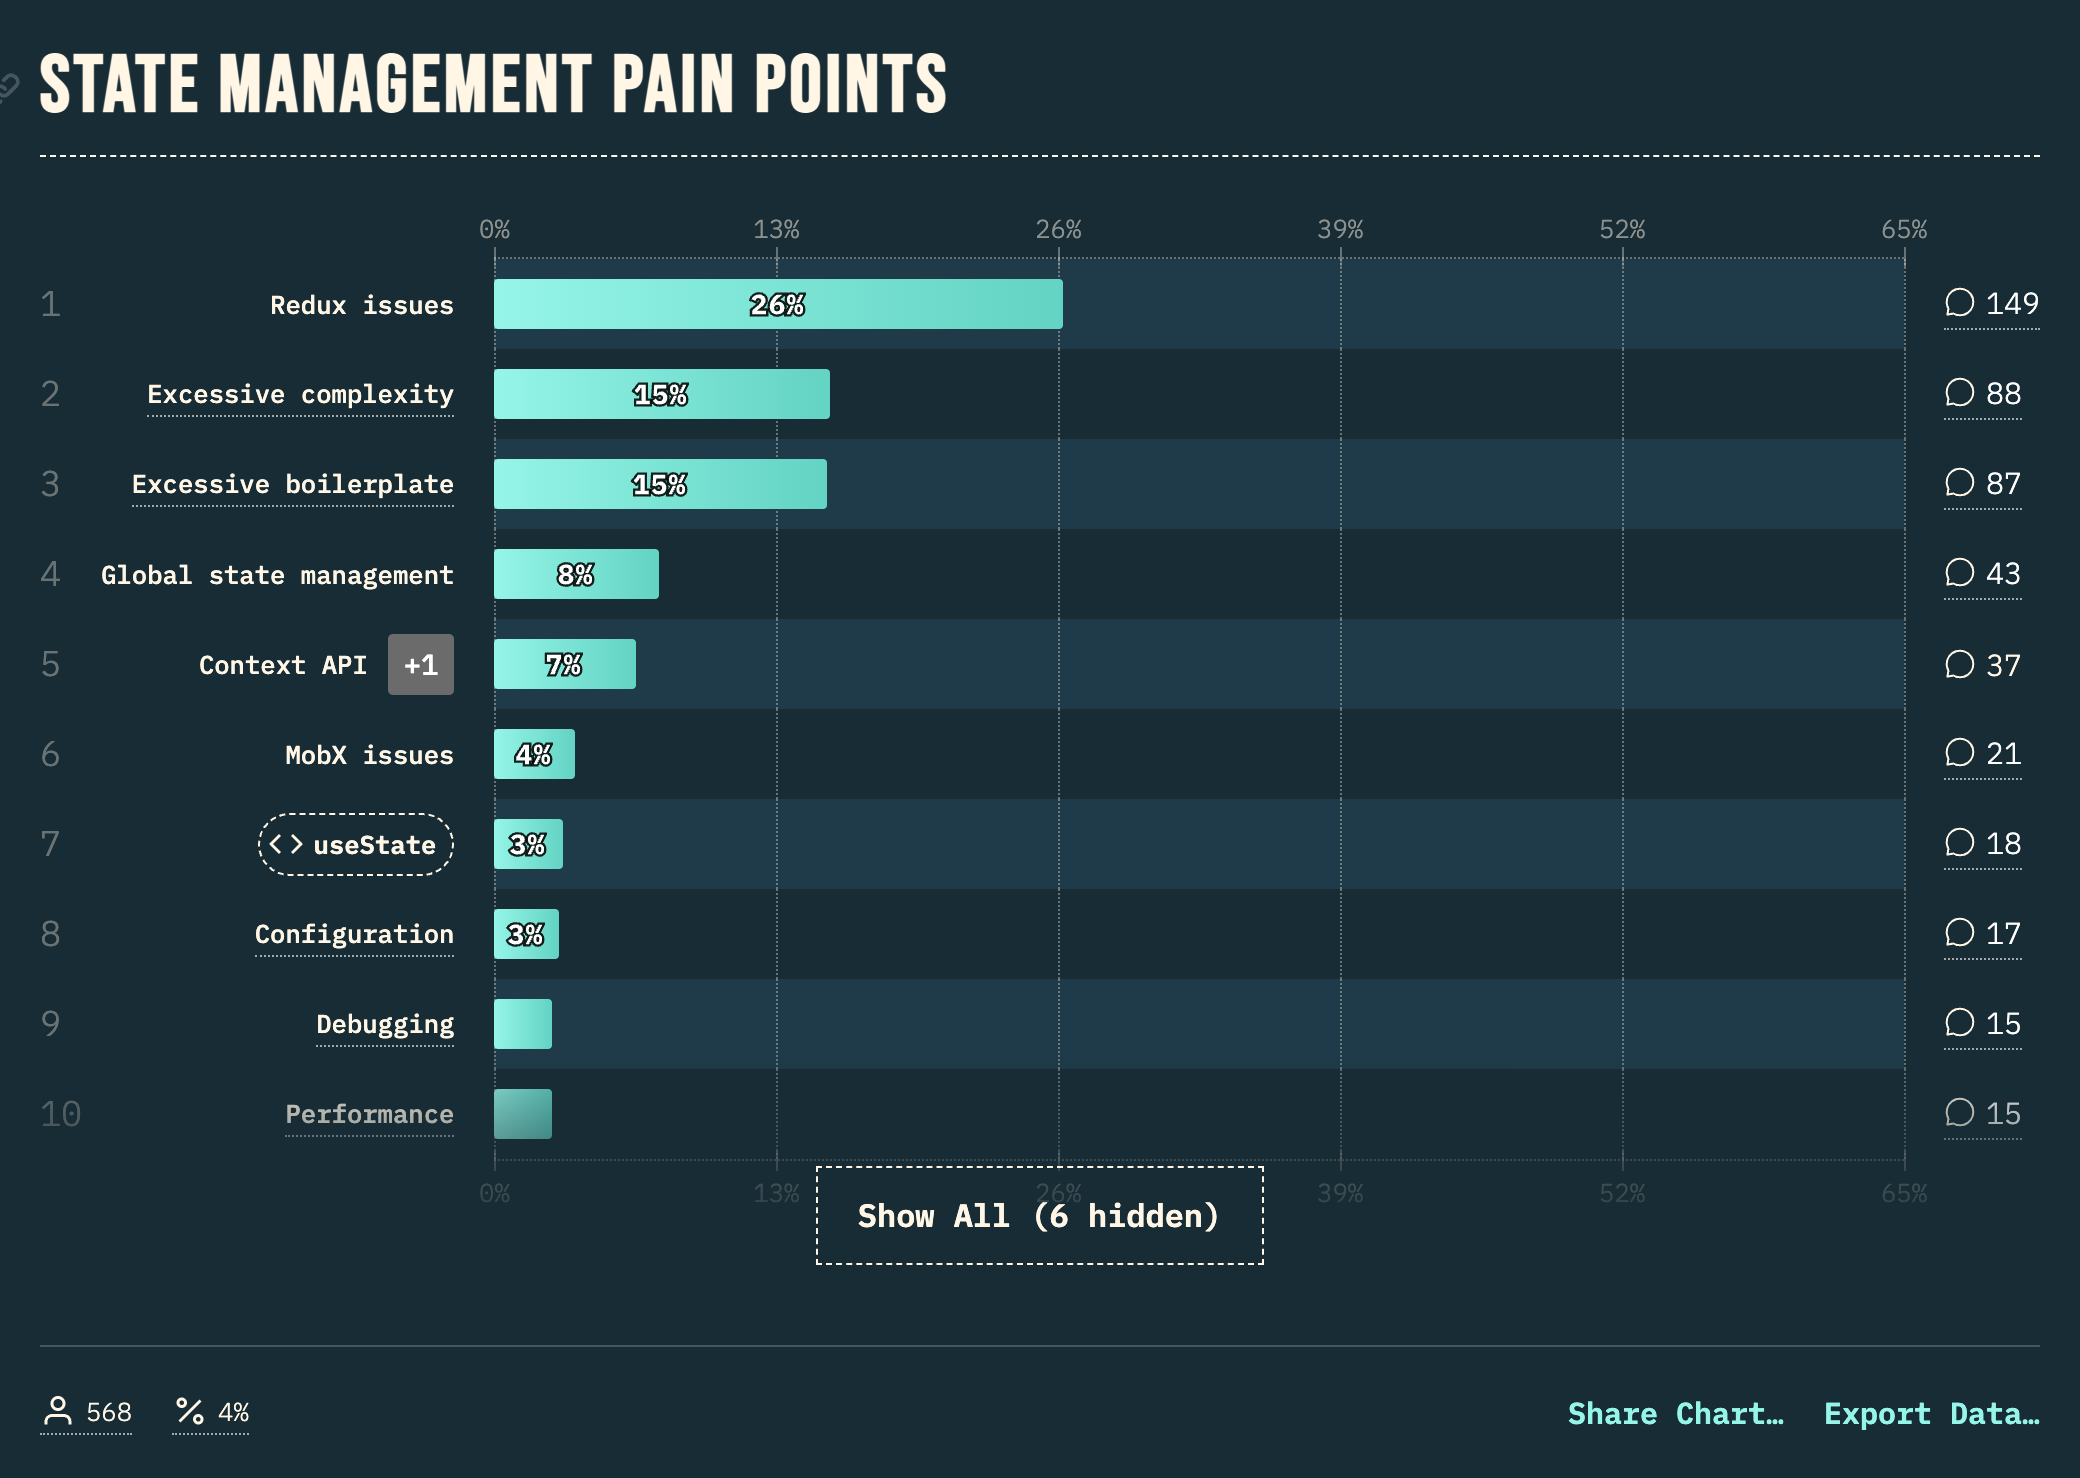 STATE MANAGEMENT PAIN POINTS
0% 13% 26% 39% 52% 65%
1 Redux issues 26% 149
2 Excessive complexity 15% 88
3 Excessive boilerplate 15% 87
4 Global state management 8% 43
5 Context API +1 7% 37
6 MobX issues 4% 21
7 useState 3% 18
8 Configuration 3% 17
9 Debugging 15
10 Performance 15
0% 13% 26% 39% 52% 65%
Show All (6 hidden)
568 4% Share Chart… Export Data…